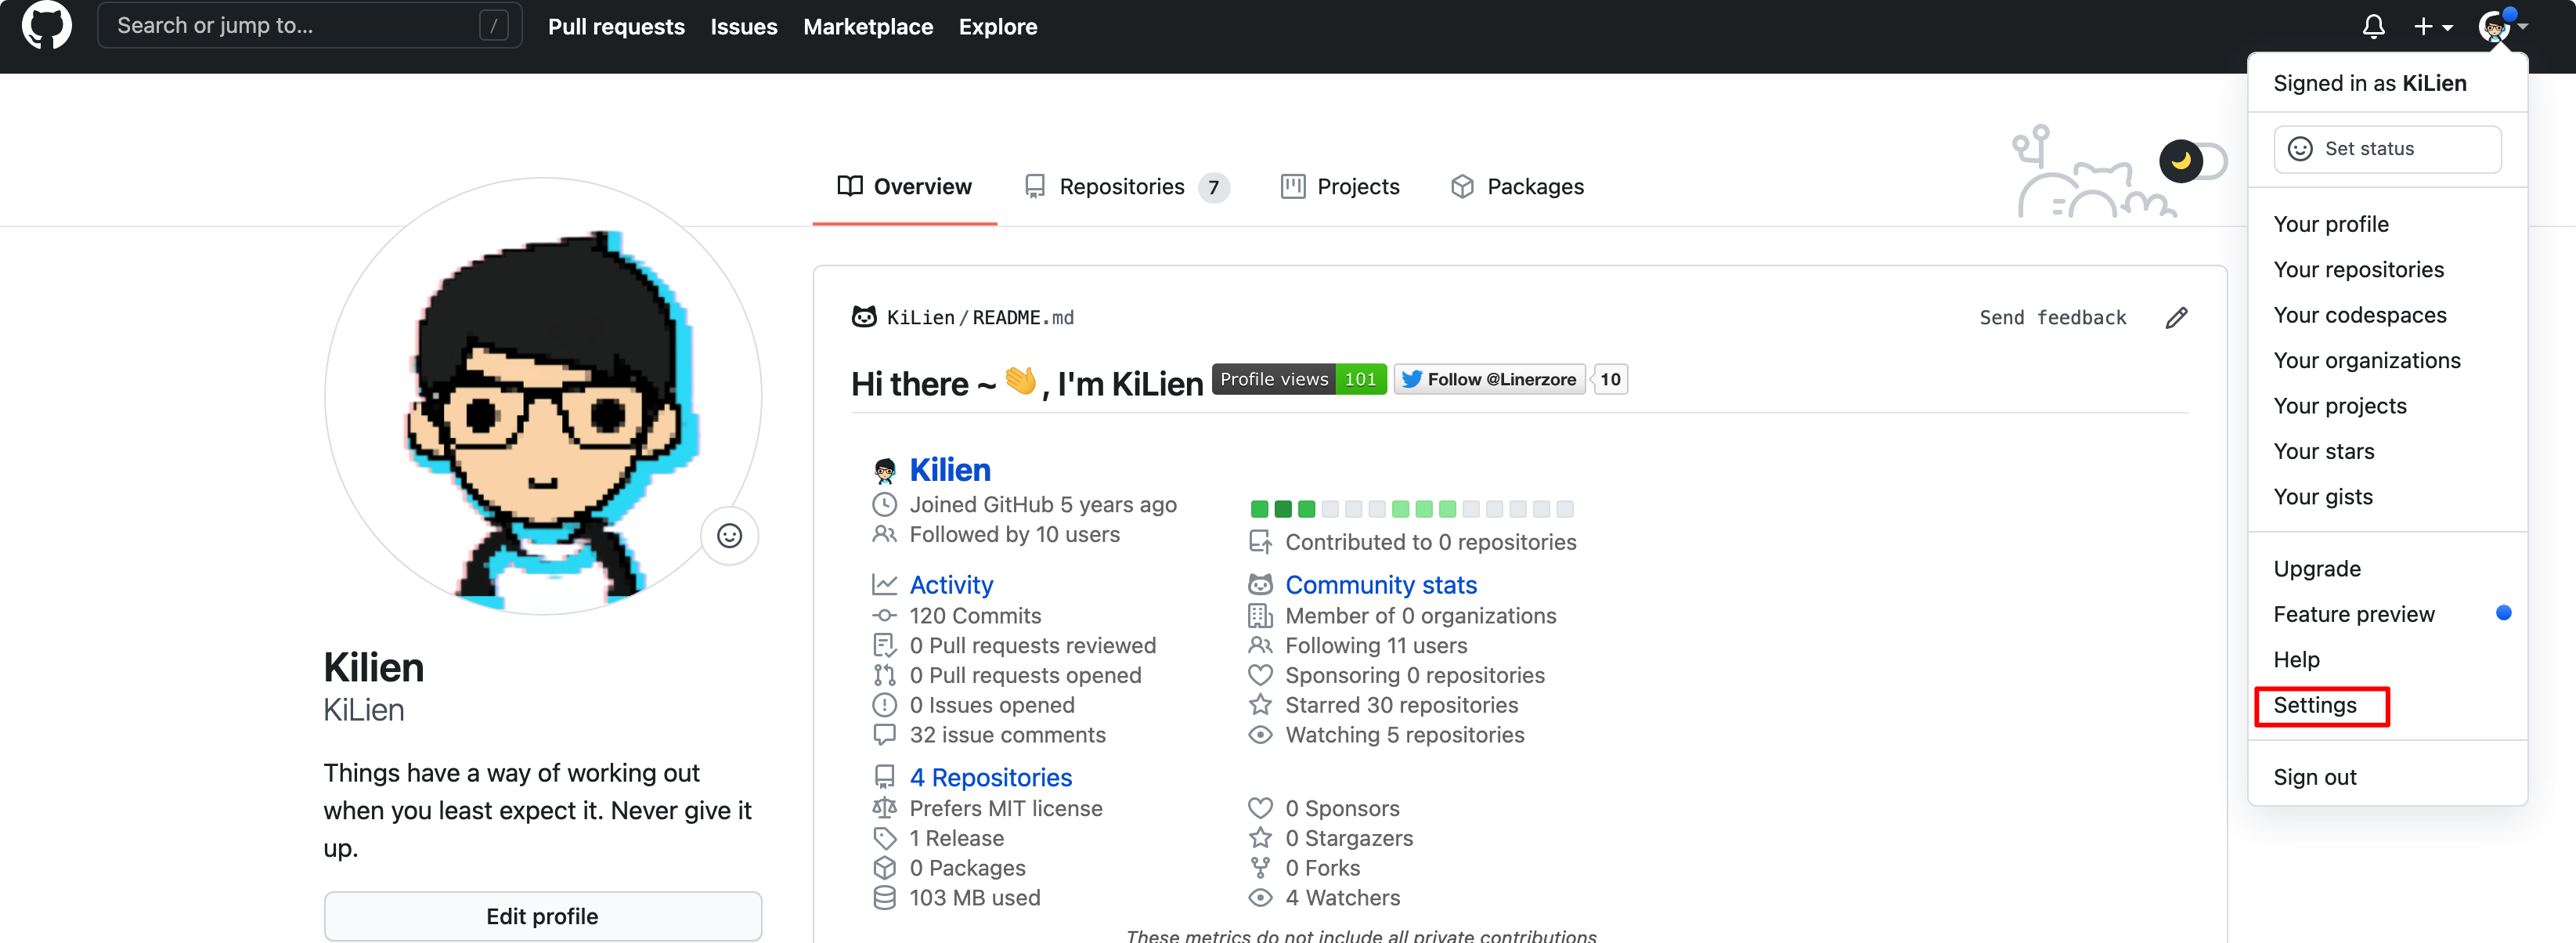 Search or jump to... /
Pull requests Issues Marketplace Explore
Signed in as KiLien
Set status
Your profile
Your repositories
Your codespaces
Your organizations
Your projects
Your stars
Your gists
Upgrade
Feature preview
Help
Settings
Sign out
Overview Repositories 7 Projects Packages
Kilien
KiLien
Things have a way of working out
when you least expect it. Never give it
up.
Edit profile
KiLien/README.md Send feedback
Hi there ~ 👋, I'm KiLien Profile views 101 Follow @Linerzore 10
Kilien
Joined GitHub 5 years ago
Followed by 10 users
Contributed to 0 repositories
Activity
120 Commits
0 Pull requests reviewed
0 Pull requests opened
0 Issues opened
32 issue comments
Community stats
Member of 0 organizations
Following 11 users
Sponsoring 0 repositories
Starred 30 repositories
Watching 5 repositories
4 Repositories
Prefers MIT license
1 Release
0 Packages
103 MB used
0 Sponsors
0 Stargazers
0 Forks
4 Watchers
These metrics do not include all private contributions